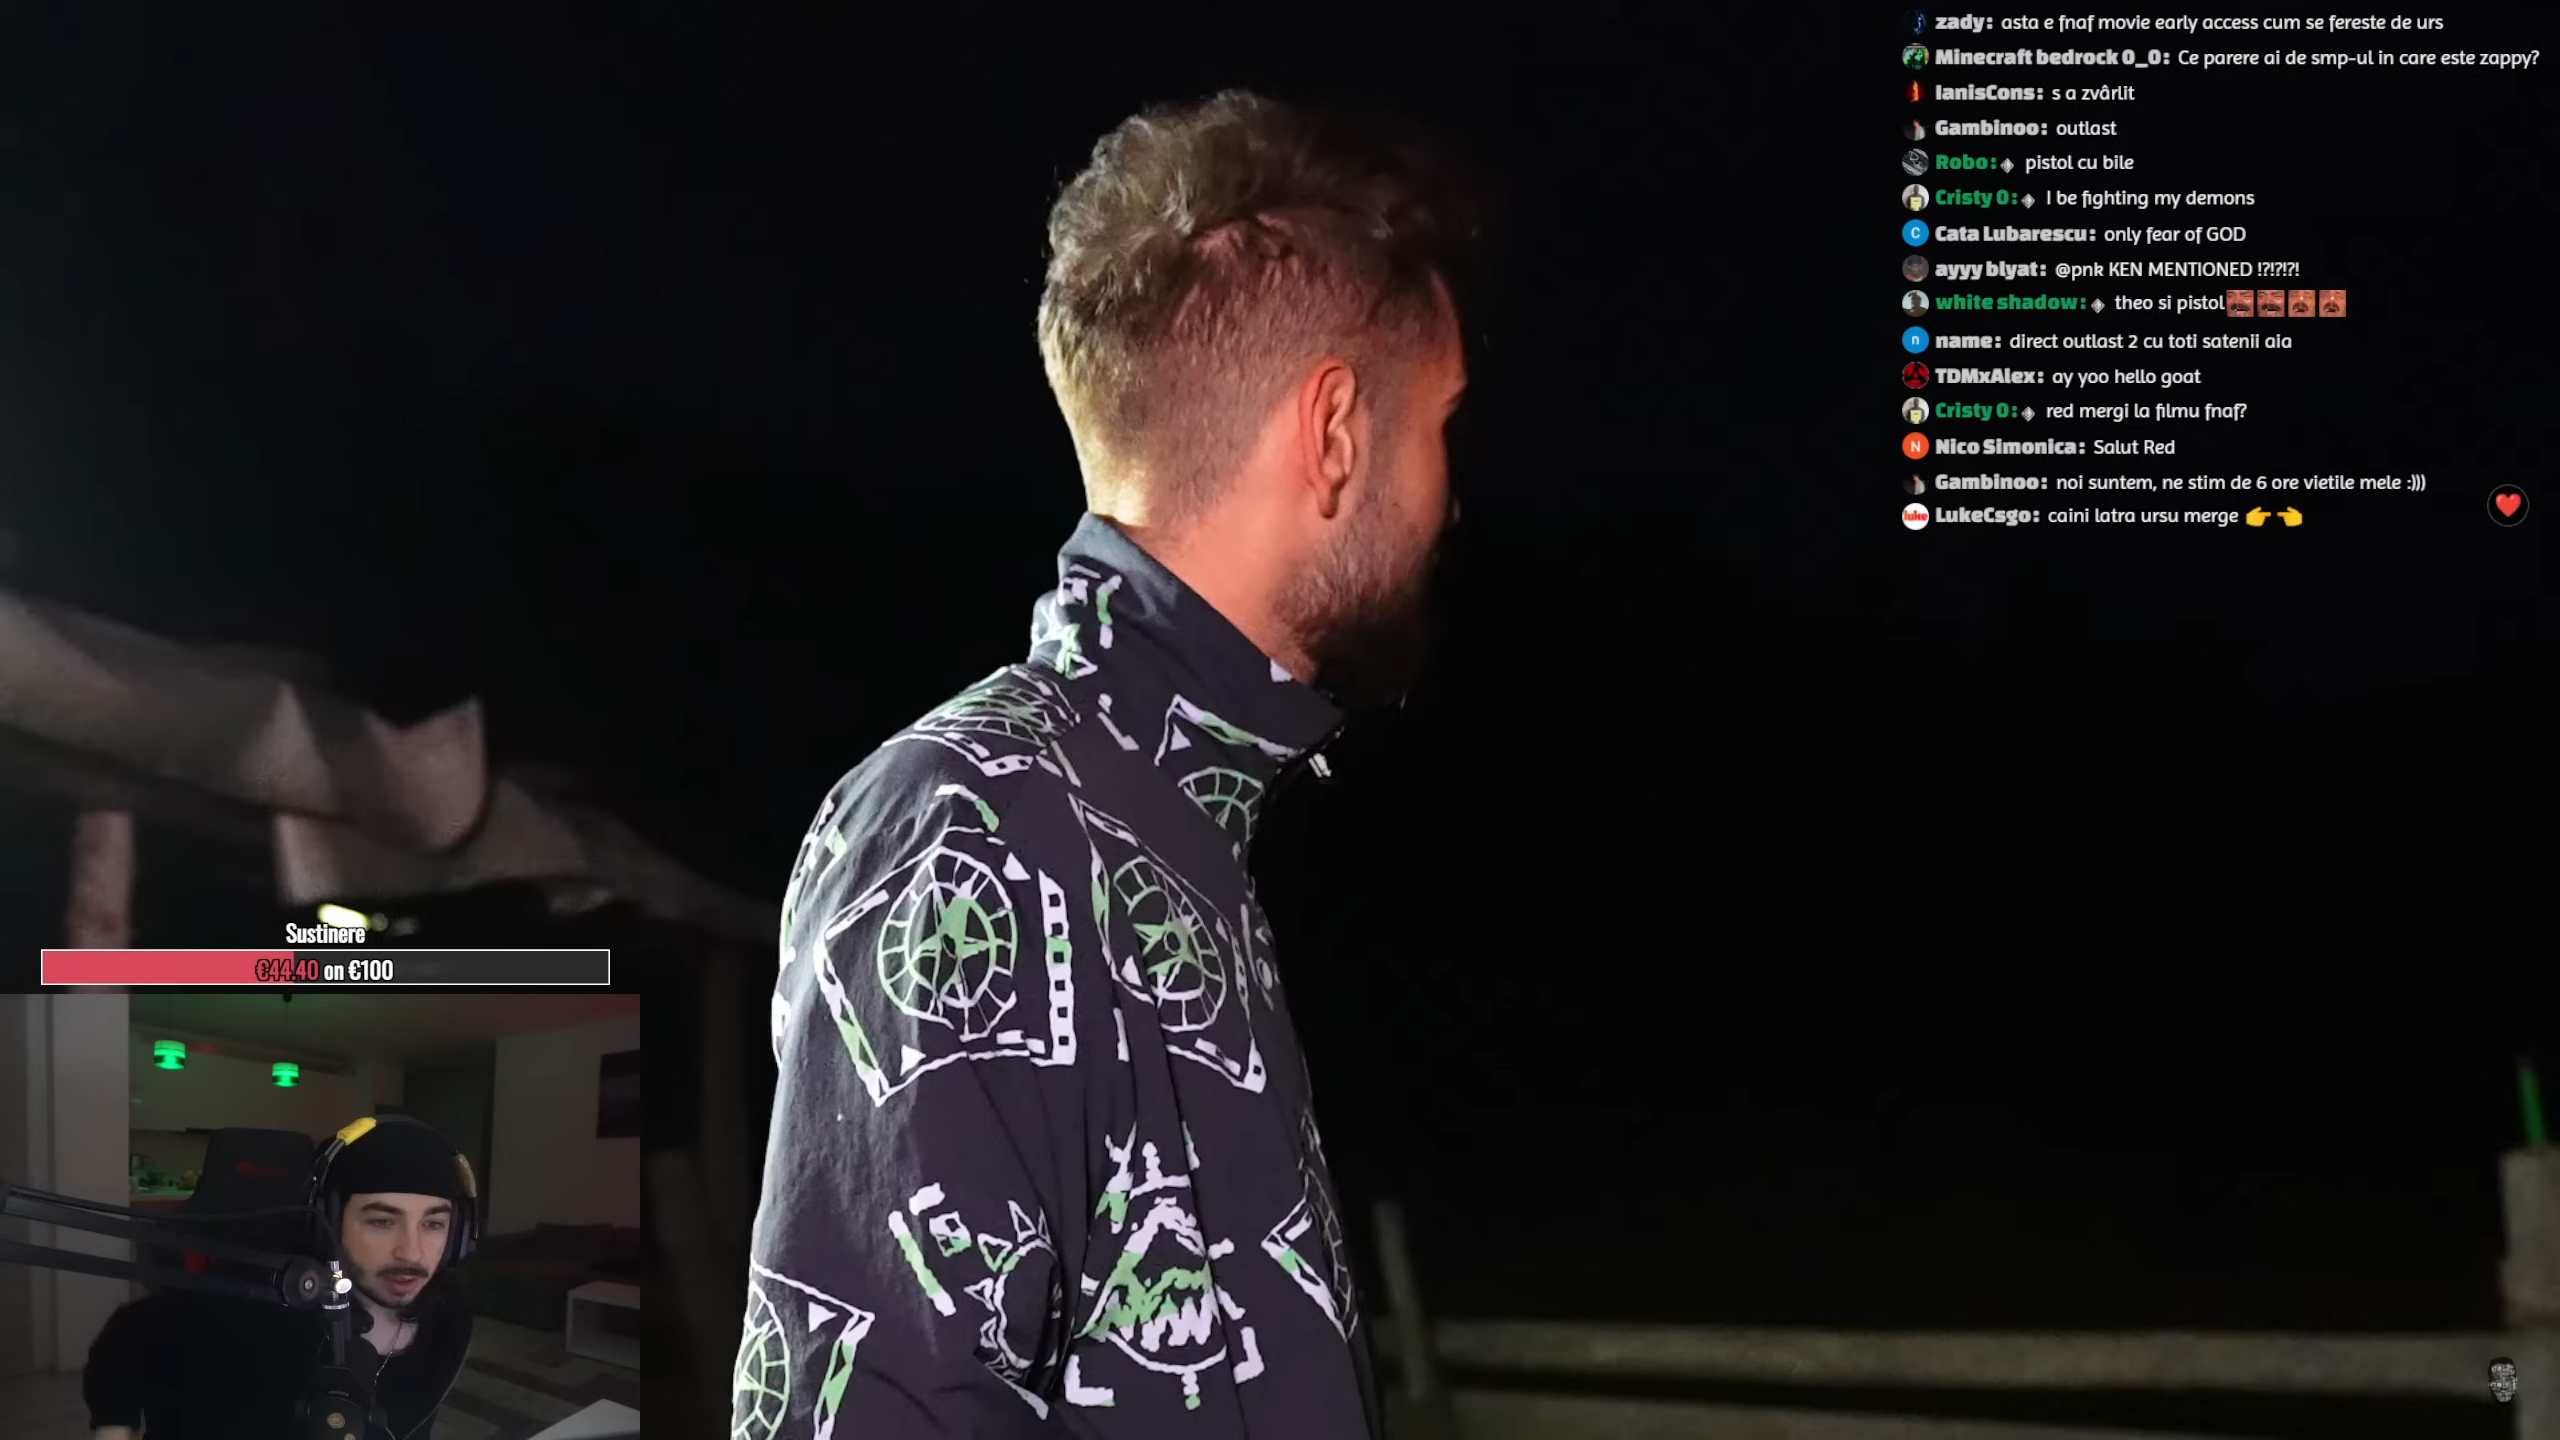 zady: asta e fnaf movie early access cum se fereste de urs
Minecraft bedrock 0_0: Ce parere ai de smp-ul in care este zappy?
IanisCons: s a zvârlit
Gambinoo: outlast
Robo: pistol cu bile
Cristy O: I be fighting my demons
C Cata Lubarescu: only fear of GOD
ayyy blyat: @pnk KEN MENTIONED !?!?!?!
white shadow: theo si pistol
n name: direct outlast 2 cu toti satenii aia
TDMxAlex: ay yoo hello goat
Cristy O: red mergi la filmu fnaf?
N Nico Simonica: Salut Red
Gambinoo: noi suntem, ne stim de 6 ore vietile mele :)))
luke LukeCsgo: caini latra ursu merge 👉 👈
Sustinere
€44.40 on €100